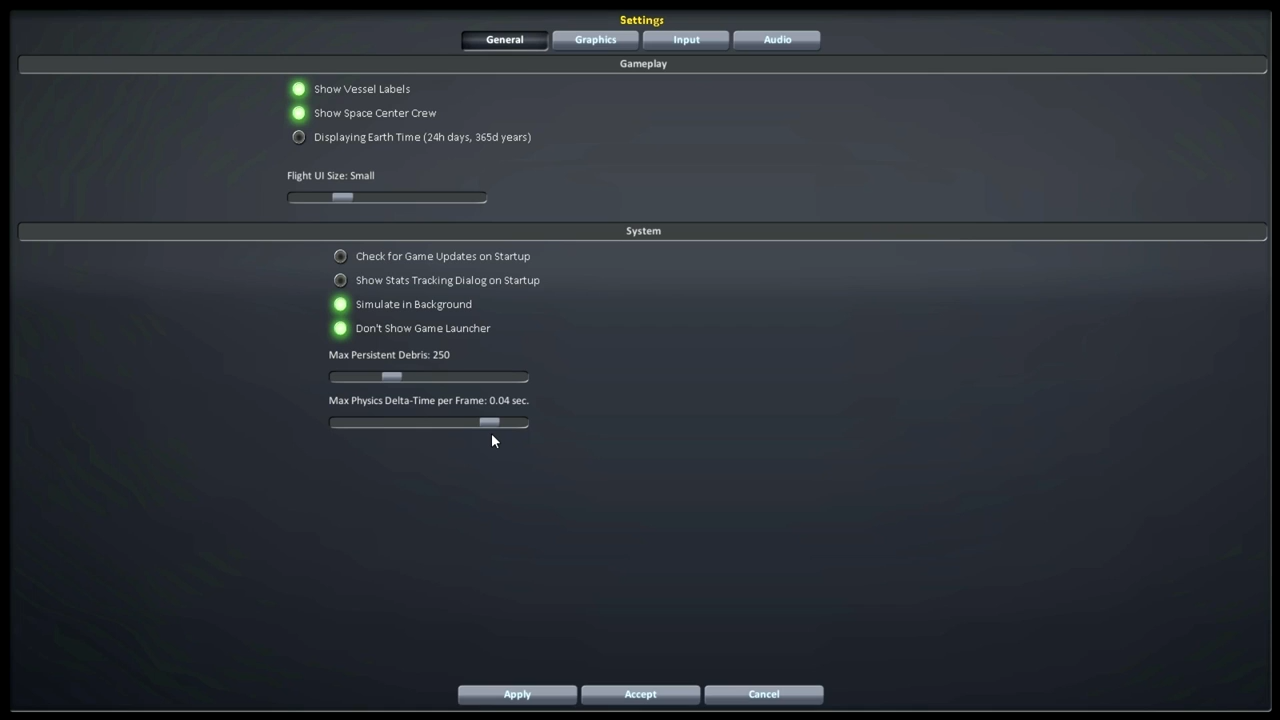 Settings
General Graphics Input Audio
Gameplay
Show Vessel Labels
Show Space Center Crew
Displaying Earth Time (24h days, 365d years)
Flight UI Size: Small
System
Check for Game Updates on Startup
Show Stats Tracking Dialog on Startup
Simulate in Background
Don't Show Game Launcher
Max Persistent Debris: 250
Max Physics Delta-Time per Frame: 0.04 sec.
Apply Accept Cancel